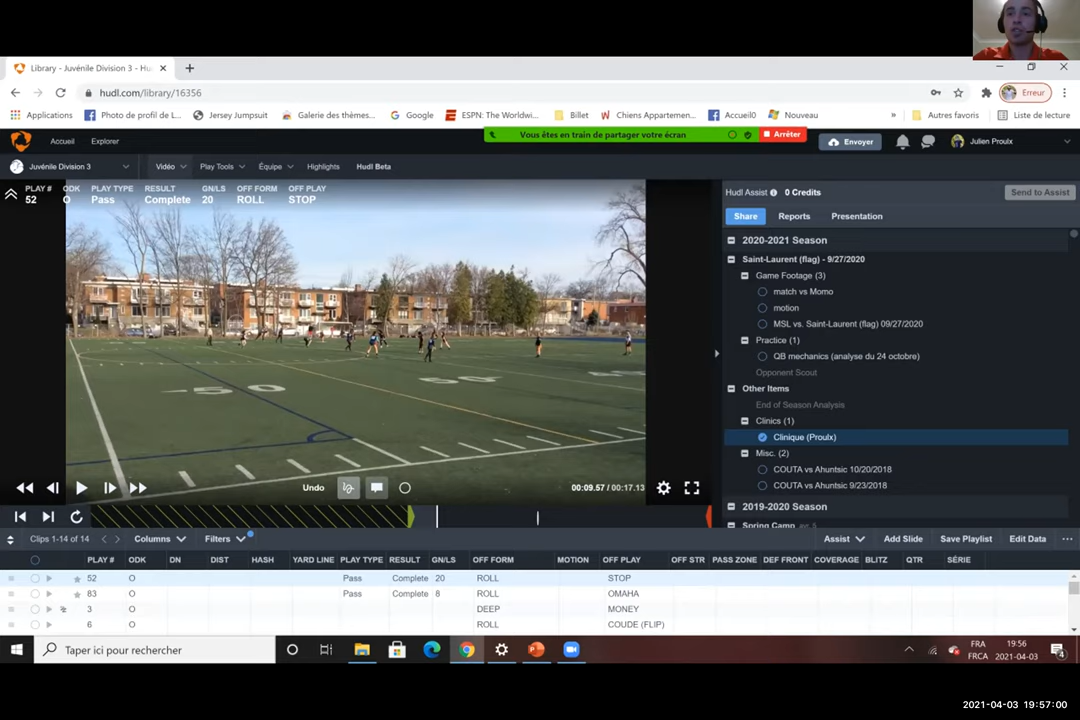 Library - Juvénile Division 3 - Hu
hudl.com/library/16356
Erreur
Applications
Photo de profil de L...
Jersey Jumpsuit
Galerie des thèmes...
Google
ESPN: The Worldwi...
Billet
Chiens Appartemen...
Accueil0
Nouveau
»
Autres favoris
Liste de lecture
Accueil
Explorer
Vous êtes en train de partager votre écran
Arrêter
Envoyer
Julien Proulx
Juvénile Division 3
Vidéo
Play Tools
Équipe
Highlights
Hudl Beta
PLAY # ODK PLAY TYPE RESULT GN/LS OFF FORM OFF PLAY
52 O Pass Complete 20 ROLL STOP
Hudl Assist 0 Credits
Send to Assist
Share
Reports
Presentation
2020-2021 Season
Saint-Laurent (flag) - 9/27/2020
Game Footage (3)
match vs Momo
motion
MSL vs. Saint-Laurent (flag) 09/27/2020
Practice (1)
QB mechanics (analyse du 24 octobre)
Opponent Scout
Other Items
End of Season Analysis
Clinics (1)
Clinique (Proulx)
Misc. (2)
COUTA vs Ahuntsic 10/20/2018
COUTA vs Ahuntsic 9/23/2018
2019-2020 Season
Spring Camp avr. 5
50
Undo
00:09.57 / 00:17.13
Clips 1-14 of 14
Columns
Filters
Assist
Add Slide
Save Playlist
Edit Data
PLAY # ODK DN DIST HASH YARD LINE PLAY TYPE RESULT GN/LS OFF FORM MOTION OFF PLAY OFF STR PASS ZONE DEF FRONT COVERAGE BLITZ QTR SÉRIE
52 O Pass Complete 20 ROLL STOP
83 O Pass Complete 8 ROLL OMAHA
3 O DEEP MONEY
6 O ROLL COUDE (FLIP)
Taper ici pour rechercher
FRA
FRCA
19:56
2021-04-03
4
2021-04-03 19:57:00